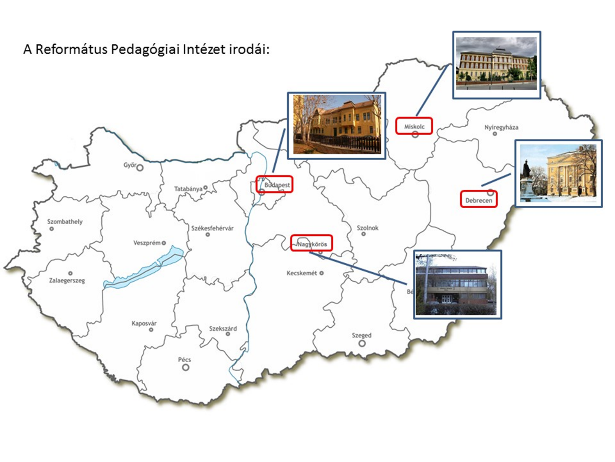 A Református Pedagógiai Intézet irodái:
Miskolc
Nyíregyháza
Győr
Tatabánya
Budapest
Debrecen
Szombathely
Székesfehérvár
Szolnok
Veszprém
Nagykőrös
Zalaegerszeg
Kecskemét
Kaposvár
Szekszárd
Szeged
Pécs